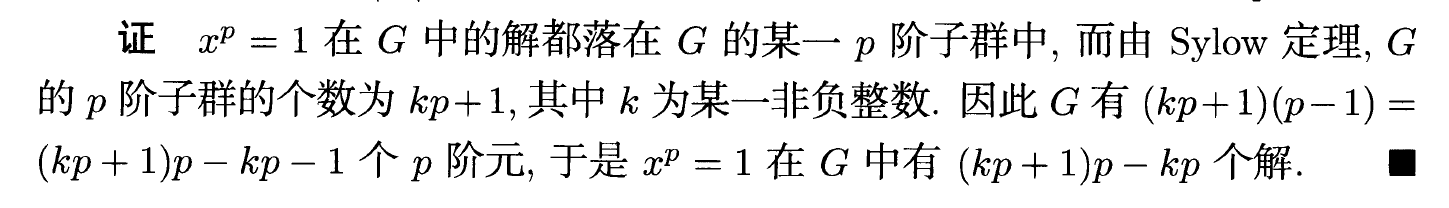 证 $x^p = 1$ 在 $G$ 中的解都落在 $G$ 的某一 $p$ 阶子群中, 而由 Sylow 定理, $G$
的 $p$ 阶子群的个数为 $kp+1$, 其中 $k$ 为某一非负整数. 因此 $G$ 有 $(kp+1)(p-1) =$
$(kp+1)p - kp - 1$ 个 $p$ 阶元, 于是 $x^p = 1$ 在 $G$ 中有 $(kp+1)p - kp$ 个解. ■